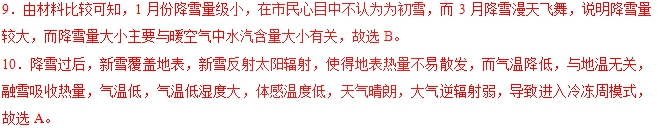 9．由材料比较可知，1 月份降雪量级小，在市民心目中不认为为初雪，而 3 月降雪漫天飞舞，说明降雪量
较大，而降雪量大小主要与暖空气中水汽含量大小有关，故选 B。
10．降雪过后，新雪覆盖地表，新雪反射太阳辐射，使得地表热量不易散发，而气温降低，与地温无关，
融雪吸收热量，气温低，气温低湿度大，体感温度低，天气晴朗，大气逆辐射弱，导致进入冷冻周模式，
故选 A。